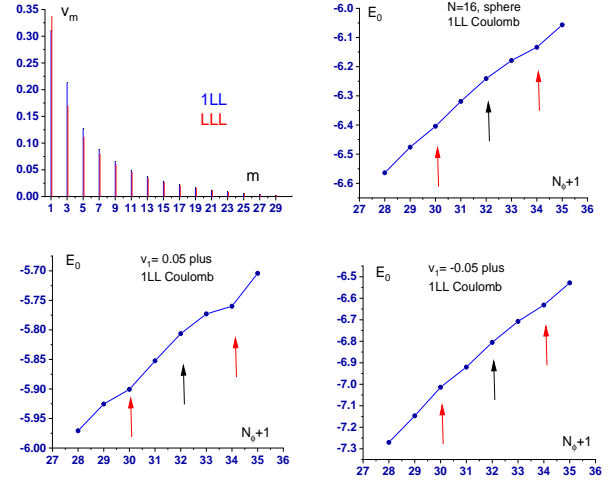 0.35
0.30
0.25
0.20
0.15
0.10
0.05
0.00
v_m
1LL
LLL
m
1 3 5 7 9 11 13 15 17 19 21 23 25 27 29
E_0
N=16, sphere
1LL Coulomb
-6.0
-6.1
-6.2
-6.3
-6.4
-6.5
-6.6
N_ϕ+1
27 28 29 30 31 32 33 34 35 36
E_0
v_1= 0.05 plus
1LL Coulomb
-5.70
-5.75
-5.80
-5.85
-5.90
-5.95
-6.00
N_ϕ+1
27 28 29 30 31 32 33 34 35 36
E_0
v_1= -0.05 plus
1LL Coulomb
-6.5
-6.6
-6.7
-6.8
-6.9
-7.0
-7.1
-7.2
-7.3
N_ϕ+1
27 28 29 30 31 32 33 34 35 36